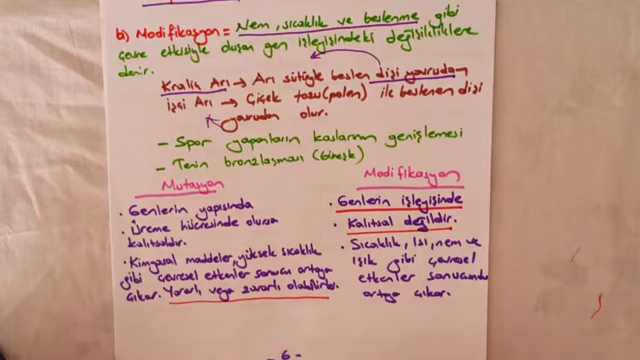 b) Modifikasyon = Nem, sıcaklık ve beslenme gibi
çevre etkisiyle oluşan gen işleyişindeki değişikliklere
denir.
Kraliçe Arı → Arı sütüyle beslen dişi yavrudan
İşçi Arı → Çiçek tozu(polen) ile beslenen dişi
yavrudan olur.
- Spor yapanların kaslarının genişlemesi
- Tenin bronzlaşması (Güneşle)
Mutasyon
• Genlerin yapısında
• Üreme hücresinde olursa
kalıtsaldır.
• Kimyasal maddeler, yüksek sıcaklık
gibi çevresel etkenler sonucu ortaya
çıkar. Yararlı veya zararlı olabilirler.
Modifikasyon
• Genlerin işleyişinde
• Kalıtsal değildir.
• Sıcaklık, ısı, nem ve
ışık gibi çevresel
etkenler sonucunda
ortaya çıkar.
- 6 -